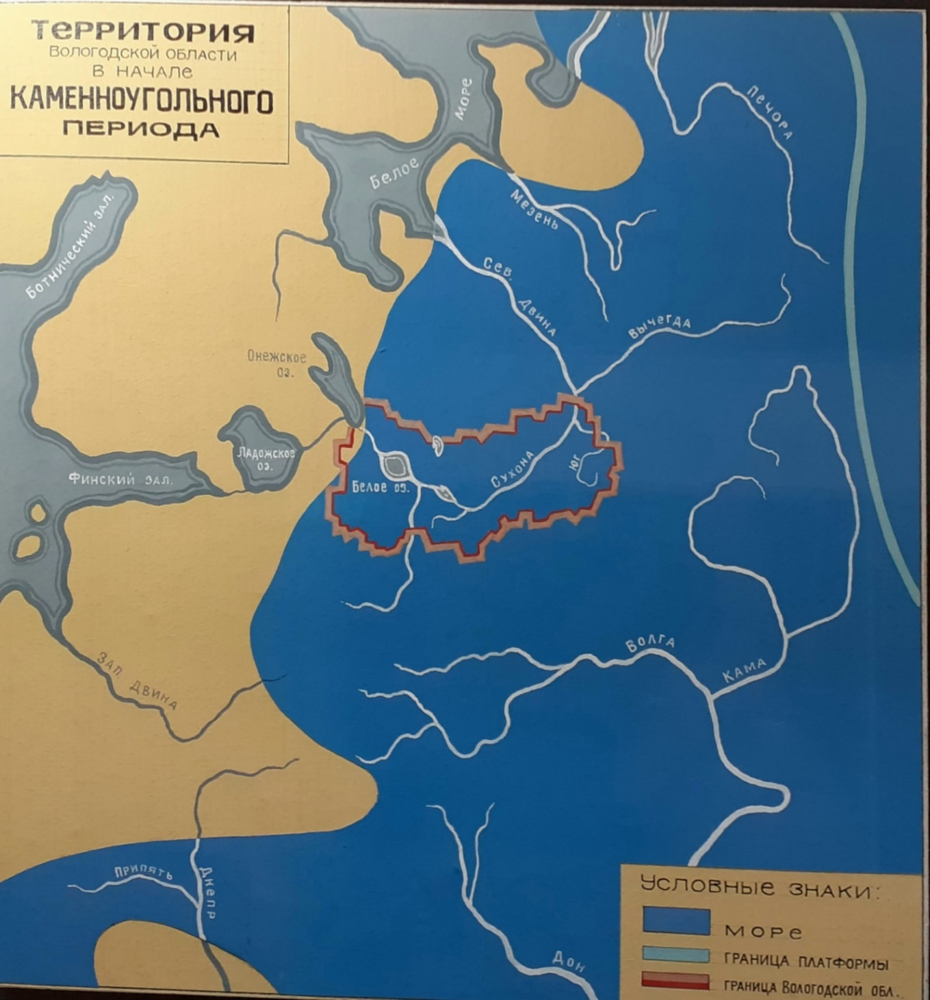 Территория
Вологодской области
в начале
каменноугольного
периода
Печора
Море
Белое
Мезень
Ботнический зал.
Сев.
Двина
Вычегда
Онежское
оз.
Ладожское
оз.
Финский зал.
Белое оз.
Сухона
Юг
Волга
Кама
Зап. Двина
Припять
Днепр
Дон
Условные знаки:
море
граница платформы
граница Вологодской обл.